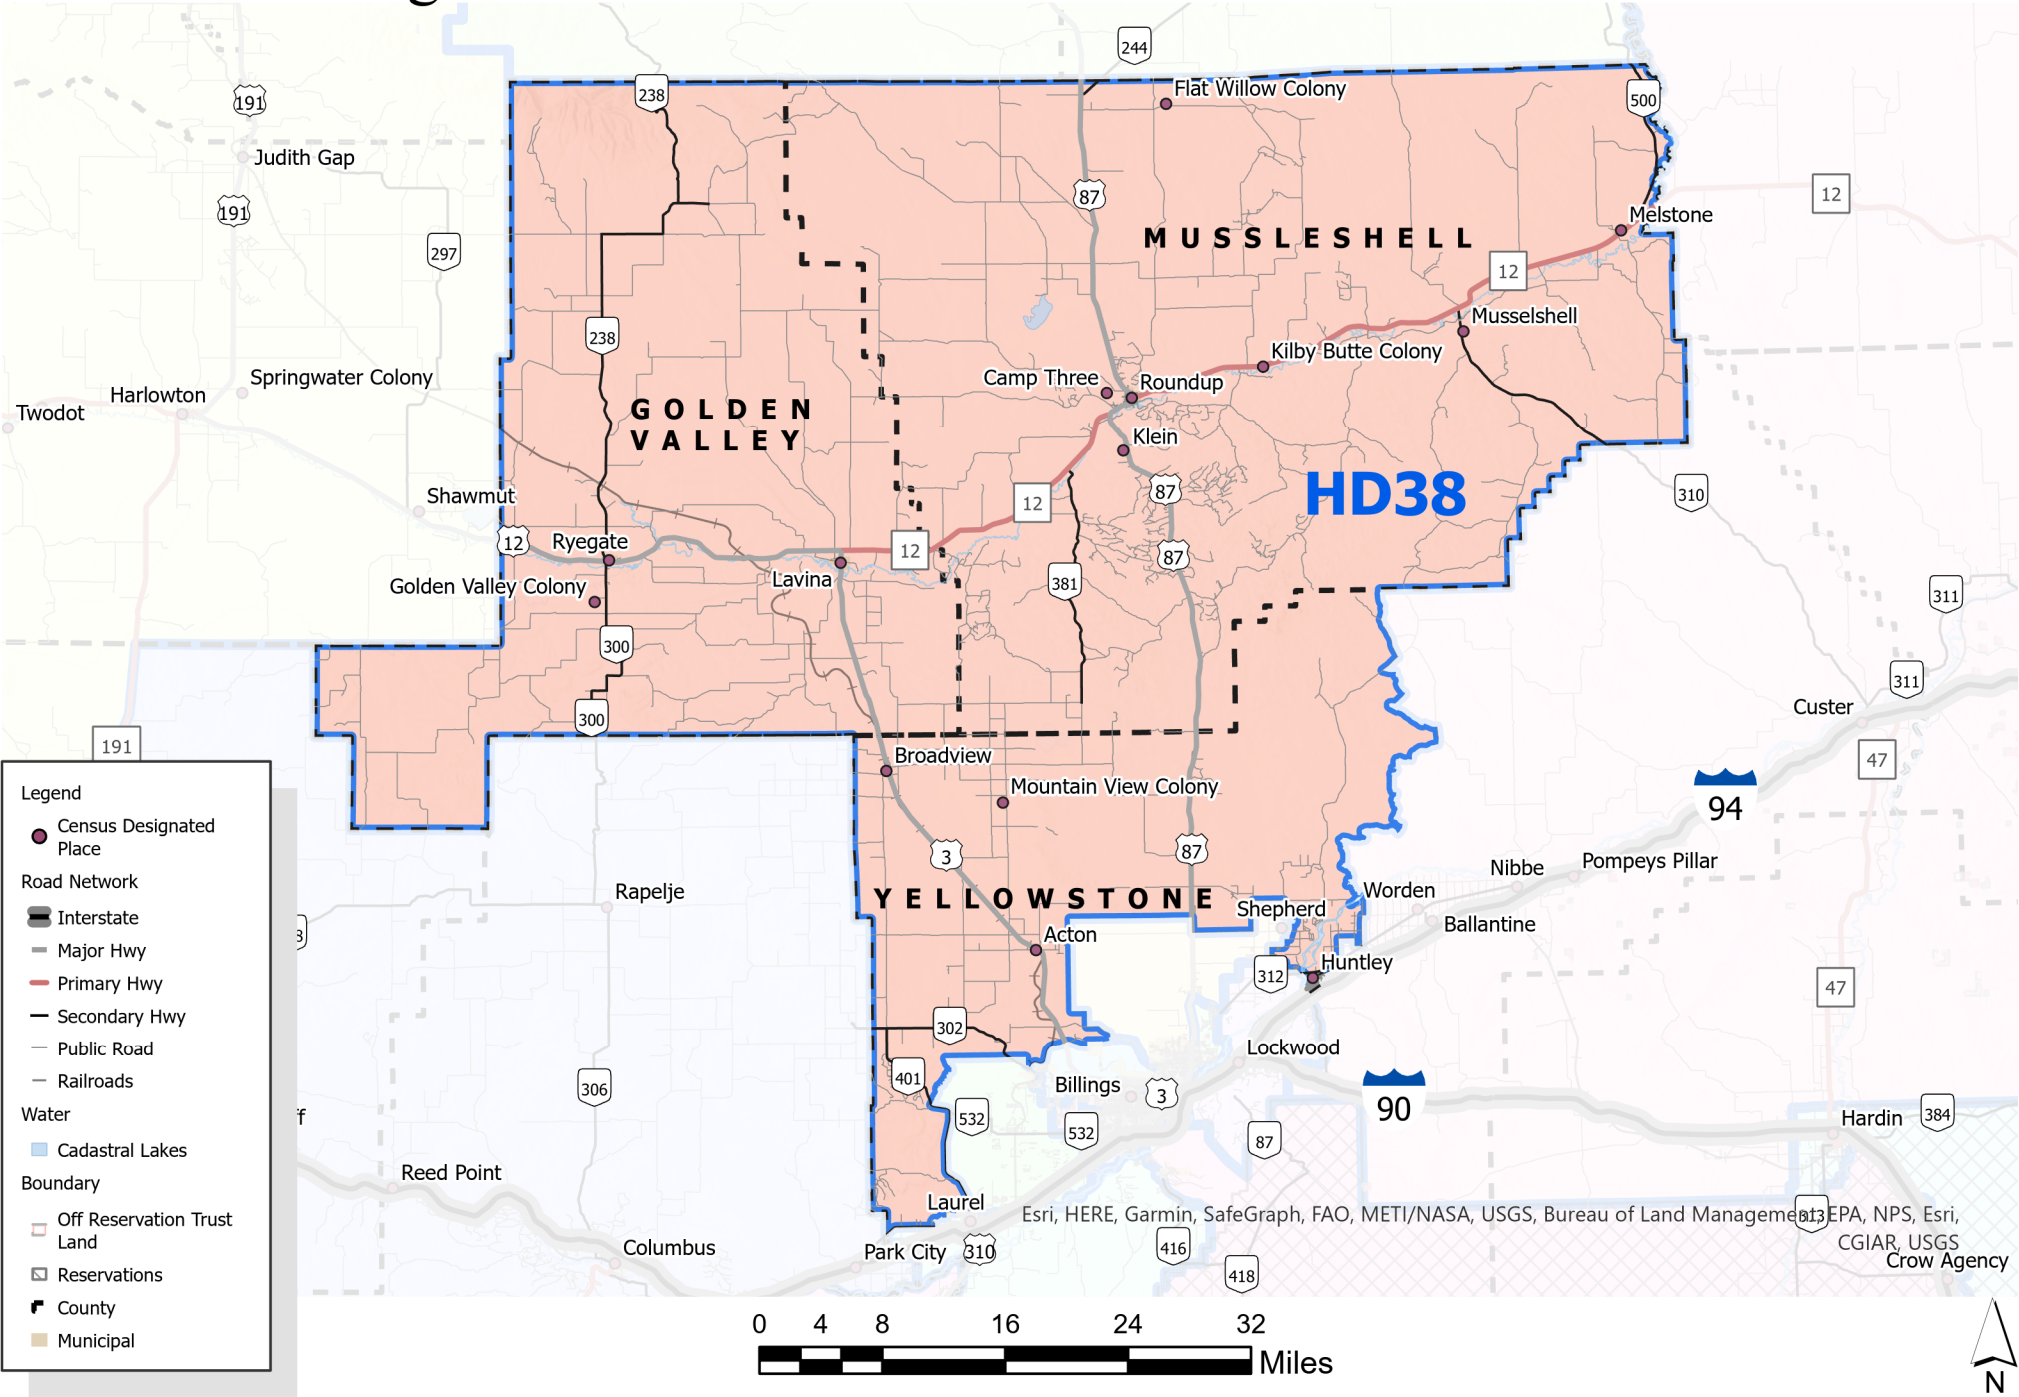 244
238
Flat Willow Colony
500
191
Judith Gap
87
12
191
Melstone
297
MUSSLESHELL
12
Musselshell
238
Kilby Butte Colony
Springwater Colony
Camp Three
Roundup
Harlowton
Twodot
GOLDEN
VALLEY
Klein
HD38
87
310
Shawmut
12
12
Ryegate
12
87
Lavina
381
Golden Valley Colony
311
300
311
300
Custer
191
Broadview
47
Mountain View Colony
94
3
87
Nibbe
Pompeys Pillar
Rapelje
YELLOWSTONE
Worden
Shepherd
Ballantine
Acton
Huntley
312
47
302
Lockwood
401
Billings
3
90
306
532
532
87
Hardin
384
ff
Reed Point
Laurel
313
Columbus
Park City
310
416
418
Crow Agency
Legend
Census Designated
Place
Road Network
Interstate
Major Hwy
Primary Hwy
Secondary Hwy
Public Road
Railroads
Water
Cadastral Lakes
Boundary
Off Reservation Trust
Land
Reservations
County
Municipal
Esri, HERE, Garmin, SafeGraph, FAO, METI/NASA, USGS, Bureau of Land Management, EPA, NPS, Esri,
CGIAR, USGS
0 4 8 16 24 32
Miles
N